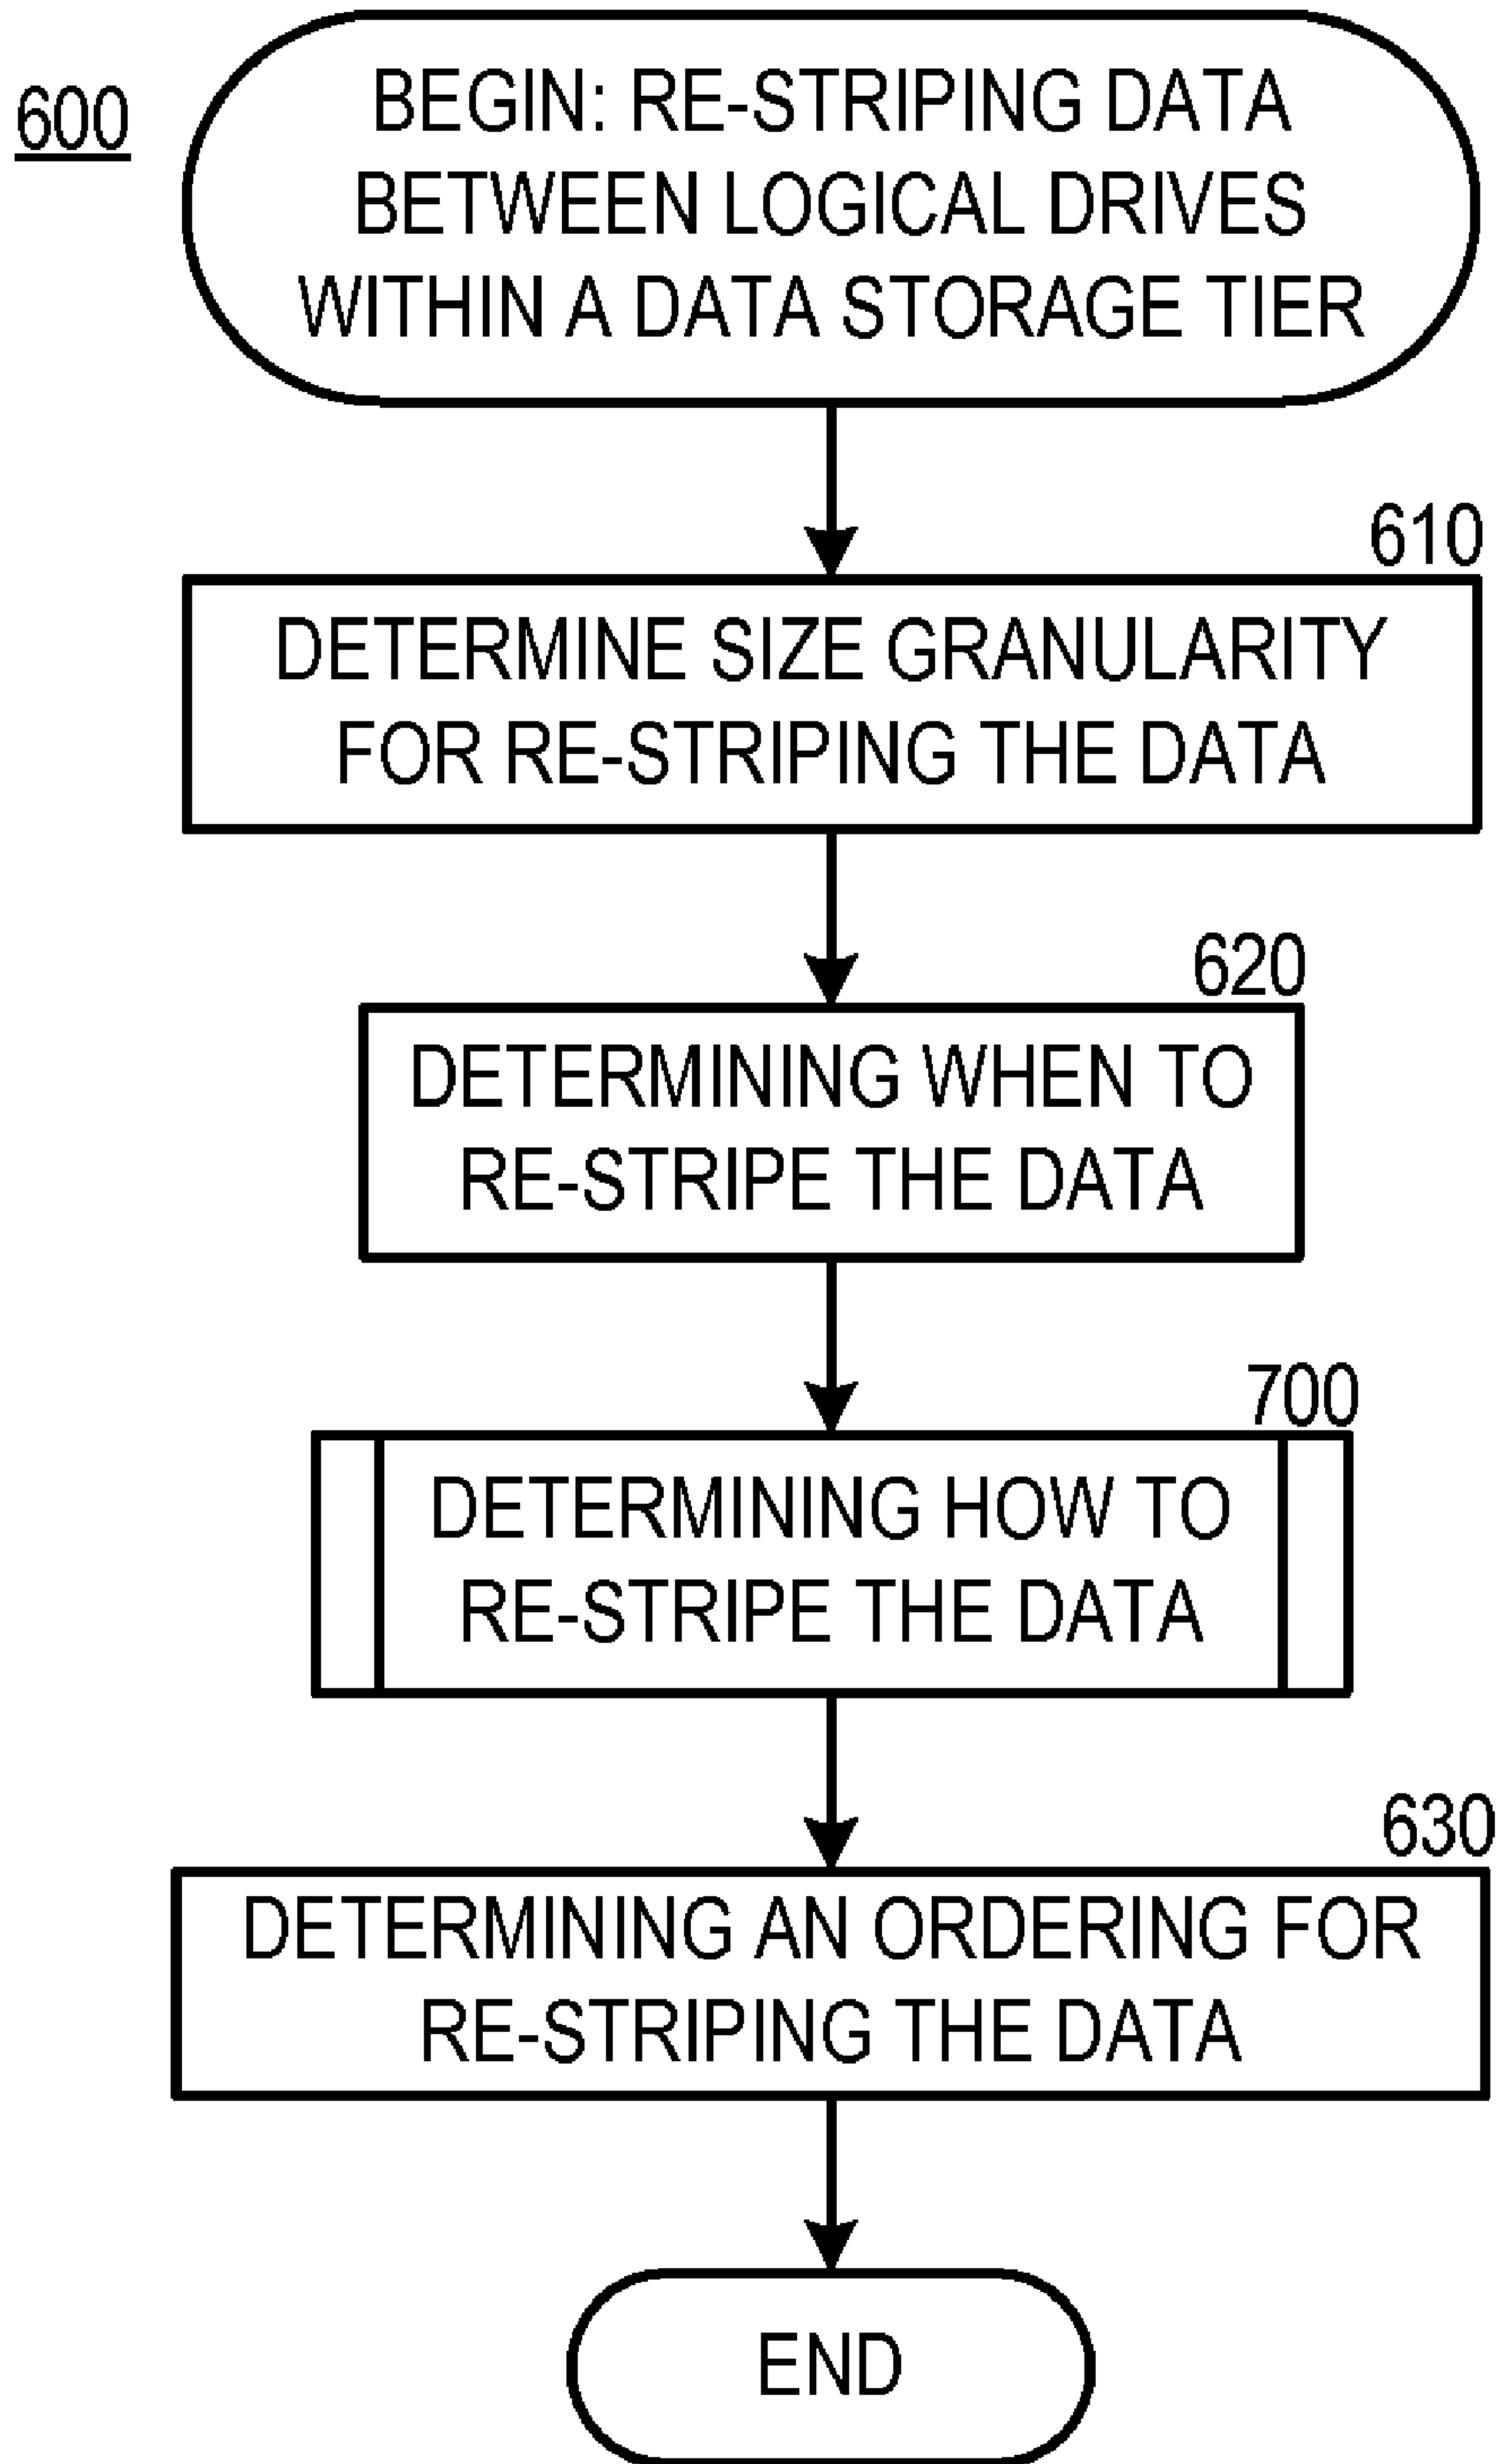 600
BEGIN: RE-STRIPING DATA
BETWEEN LOGICAL DRIVES
WITHIN A DATA STORAGE TIER
610
DETERMINE SIZE GRANULARITY
FOR RE-STRIPING THE DATA
620
DETERMINING WHEN TO
RE-STRIPE THE DATA
700
DETERMINING HOW TO
RE-STRIPE THE DATA
630
DETERMINING AN ORDERING FOR
RE-STRIPING THE DATA
END